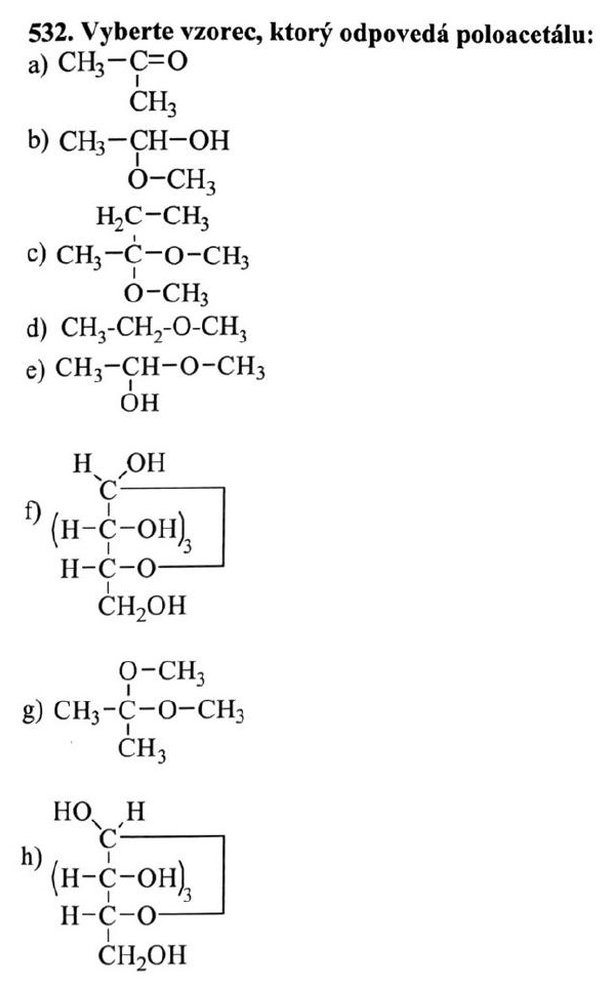 532. Vyberte vzorec, ktorý odpovedá poloacetálu:
a) CH₃-C=O
CH₃
b) CH₃-CH-OH
O-CH₃
H₂C-CH₃
c) CH₃-C-O-CH₃
O-CH₃
d) CH₃-CH₂-O-CH₃
e) CH₃-CH-O-CH₃
OH
H OH
C
f) (H-C-OH)₃
H-C-O
CH₂OH
O-CH₃
g) CH₃-C-O-CH₃
CH₃
HO H
C
h) (H-C-OH)₃
H-C-O
CH₂OH